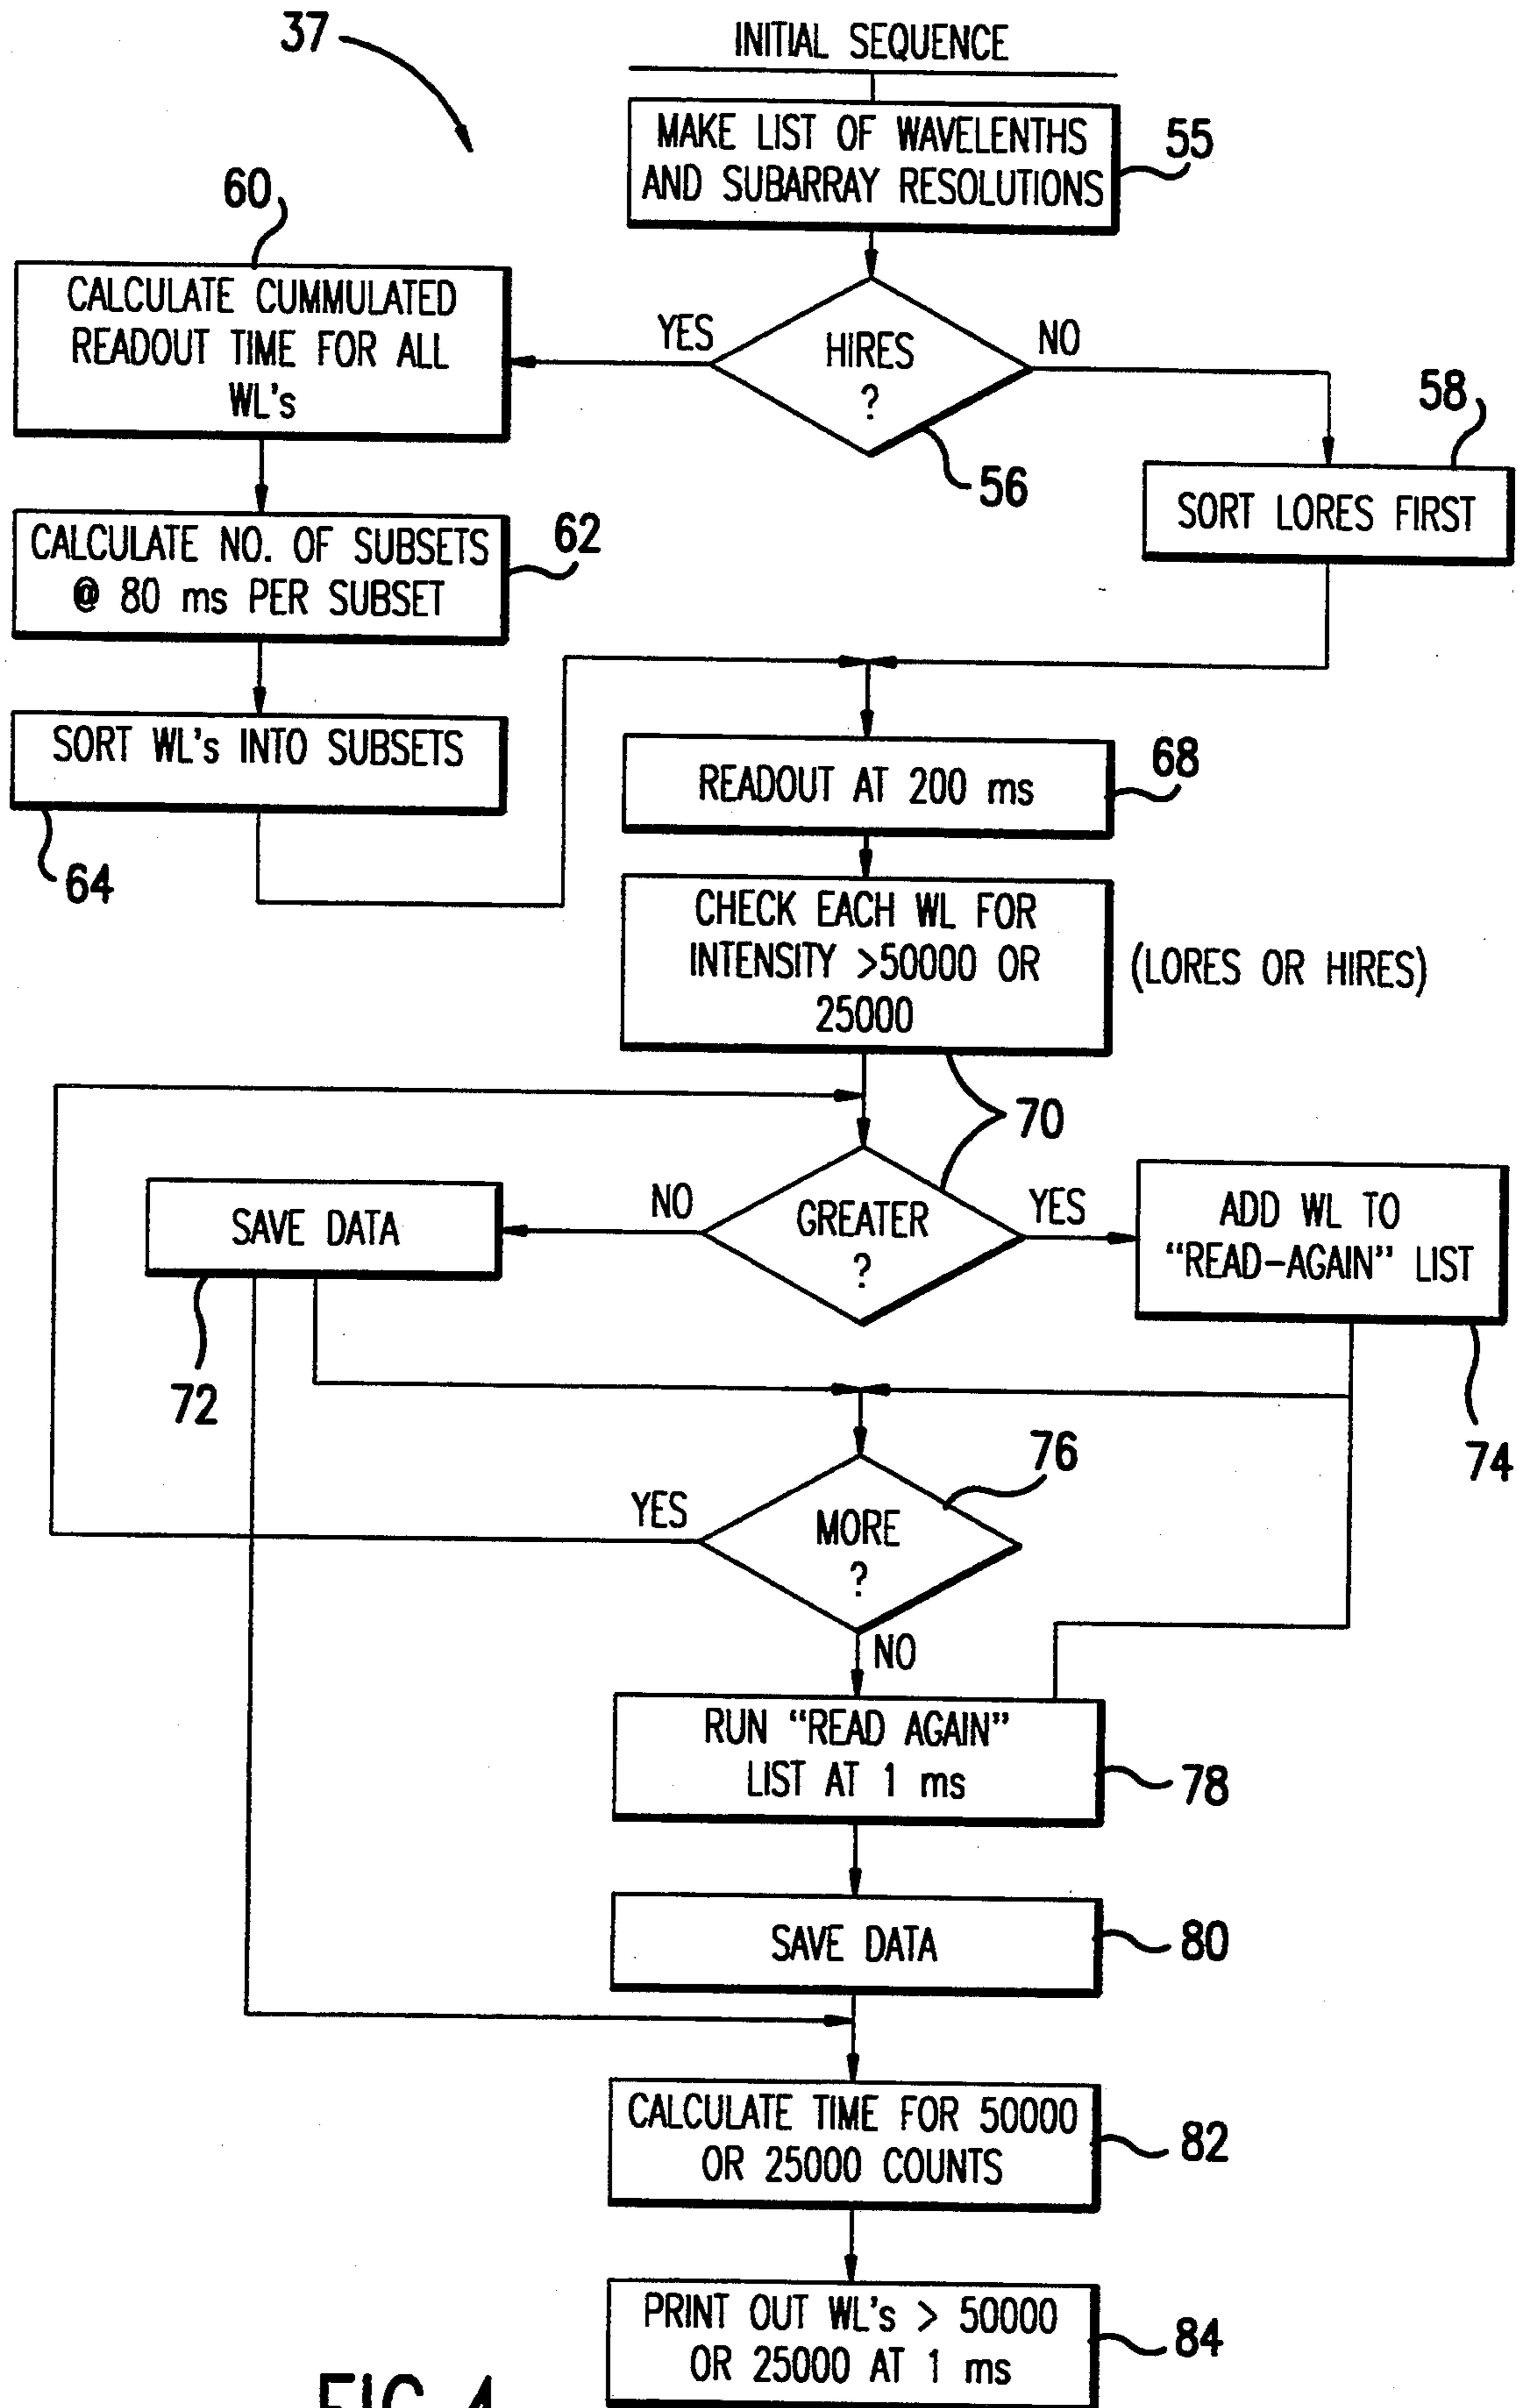 37
INITIAL SEQUENCE
MAKE LIST OF WAVELENTHS
AND SUBARRAY RESOLUTIONS
55
60
CALCULATE CUMMULATED
READOUT TIME FOR ALL
WL's
YES
HIRES
?
NO
56
58
SORT LORES FIRST
CALCULATE NO. OF SUBSETS
@ 80 ms PER SUBSET
62
SORT WL's INTO SUBSETS
64
READOUT AT 200 ms
68
CHECK EACH WL FOR
INTENSITY >50000 OR
25000
(LORES OR HIRES)
70
SAVE DATA
72
NO
GREATER
?
YES
ADD WL TO
“READ-AGAIN” LIST
74
76
YES
MORE
?
NO
RUN “READ AGAIN”
LIST AT 1 ms
78
SAVE DATA
80
CALCULATE TIME FOR 50000
OR 25000 COUNTS
82
PRINT OUT WL's > 50000
OR 25000 AT 1 ms
84
FIG. 4